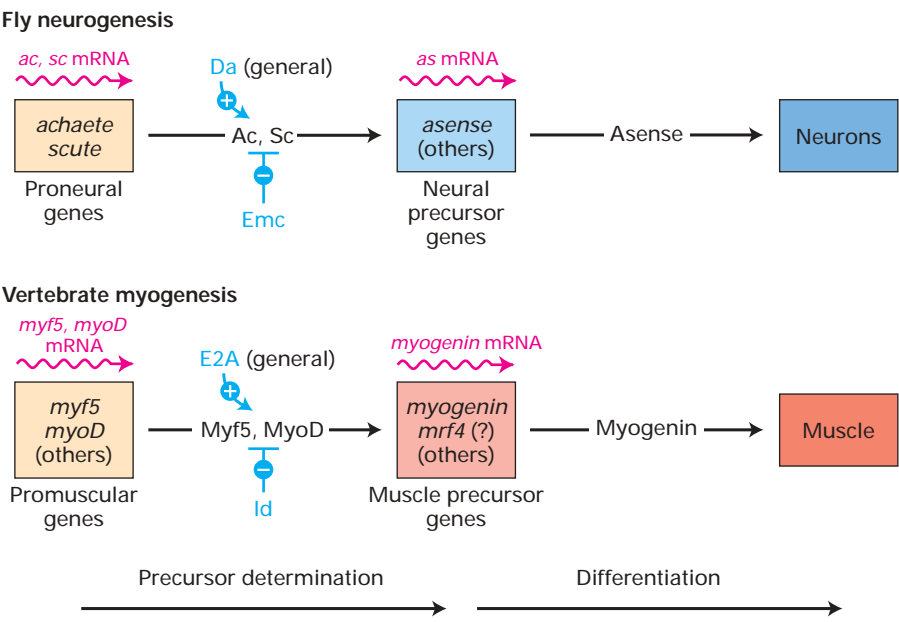 Fly neurogenesis
ac, sc mRNA
Da (general)
as mRNA
+
achaete
scute
Ac, Sc
asense
(others)
Asense
Neurons
−
Proneural
genes
Emc
Neural
precursor
genes
Vertebrate myogenesis
myf5, myoD
mRNA
E2A (general)
myogenin mRNA
+
myf5
myoD
(others)
Myf5, MyoD
myogenin
mrf4 (?)
(others)
Myogenin
Muscle
−
Promuscular
genes
Id
Muscle precursor
genes
Precursor determination
Differentiation